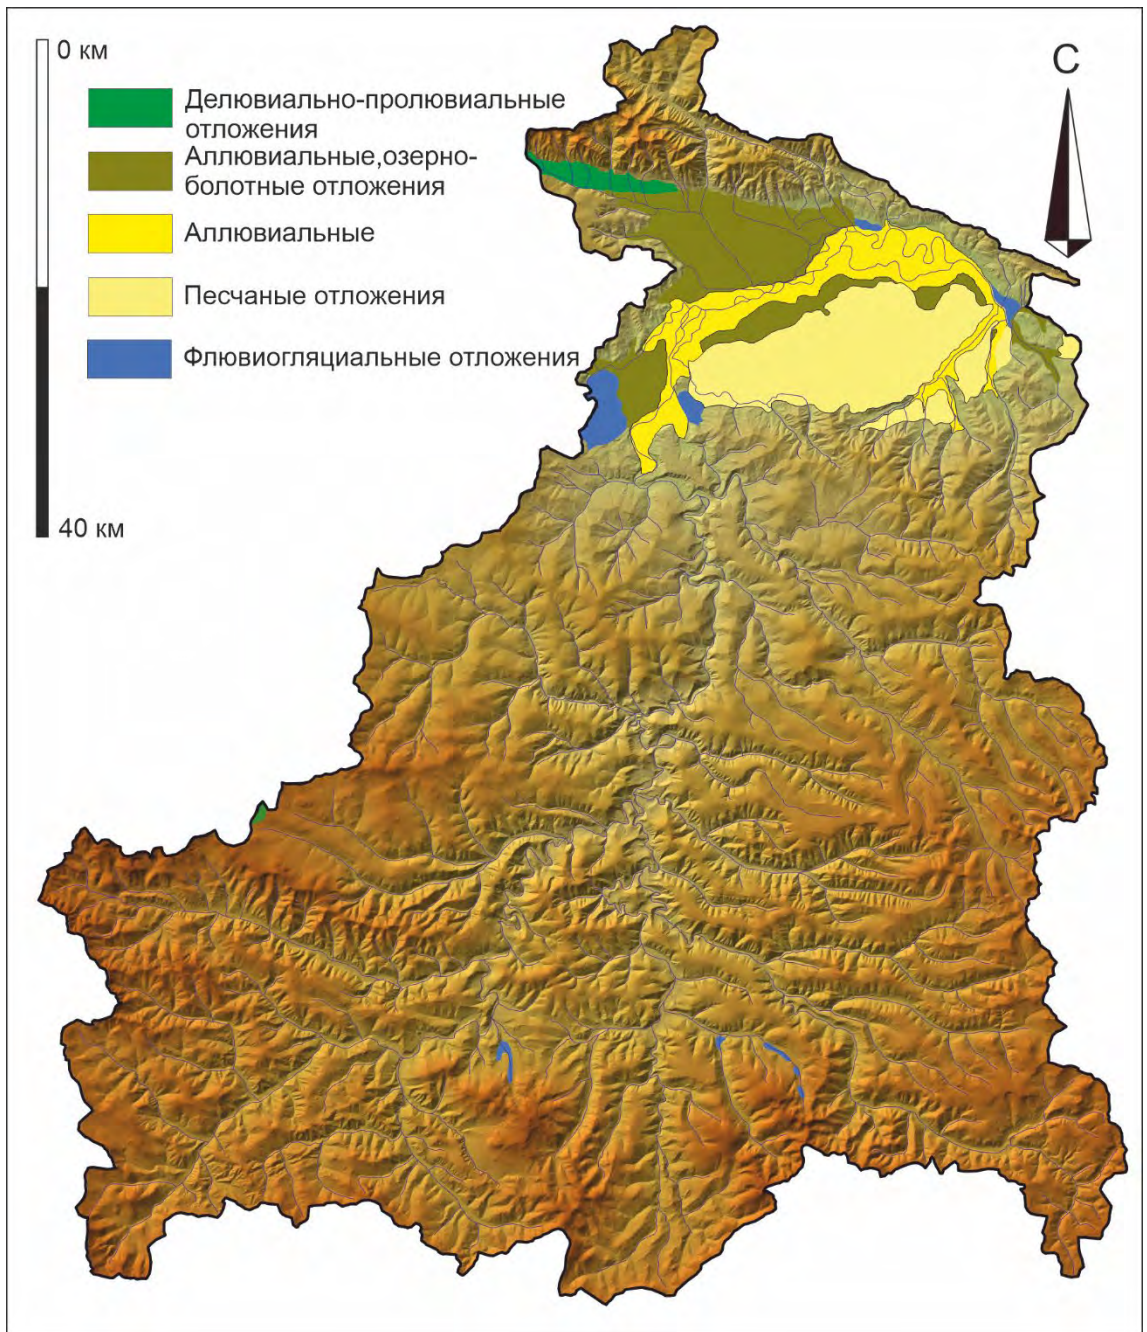 0 км
С
Делювиально-пролювиальные
отложения
Аллювиальные,озерно-
болотные отложения
Аллювиальные
Песчаные отложения
Флювиогляциальные отложения
40 км